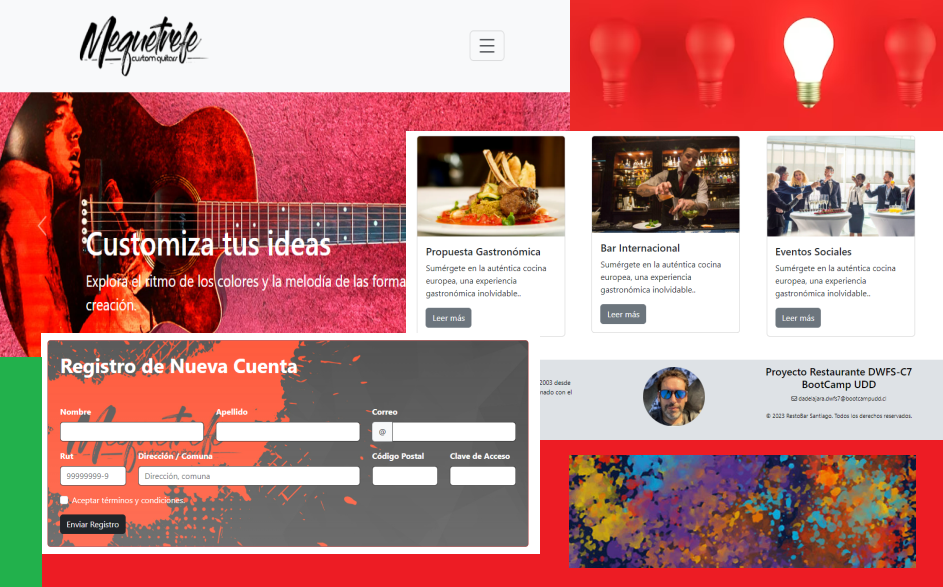 Mequetrefe
custom guitars
Customiza tus ideas
Explora el ritmo de los colores y la melodía de las forma
creación.
Propuesta Gastronómica
Sumérgete en la auténtica cocina
europea, una experiencia
gastronómica inolvidable..
Leer más
Bar Internacional
Sumérgete en la auténtica cocina
europea, una experiencia
gastronómica inolvidable..
Leer más
Eventos Sociales
Sumérgete en la auténtica cocina
europea, una experiencia
gastronómica inolvidable..
Leer más
Registro de Nueva Cuenta
Nombre
Apellido
Correo
@
Rut
Dirección / Comuna
Código Postal
Clave de Acceso
99999999-9
Dirección, comuna
Aceptar términos y condiciones.
Enviar Registro
Mequetrefe
2003 desde
nado con el
Proyecto Restaurante DWFS-C7
BootCamp UDD
dadelajara.dwfs7@bootcampudd.cl
© 2023 RestoBar Santiago. Todos los derechos reservados.